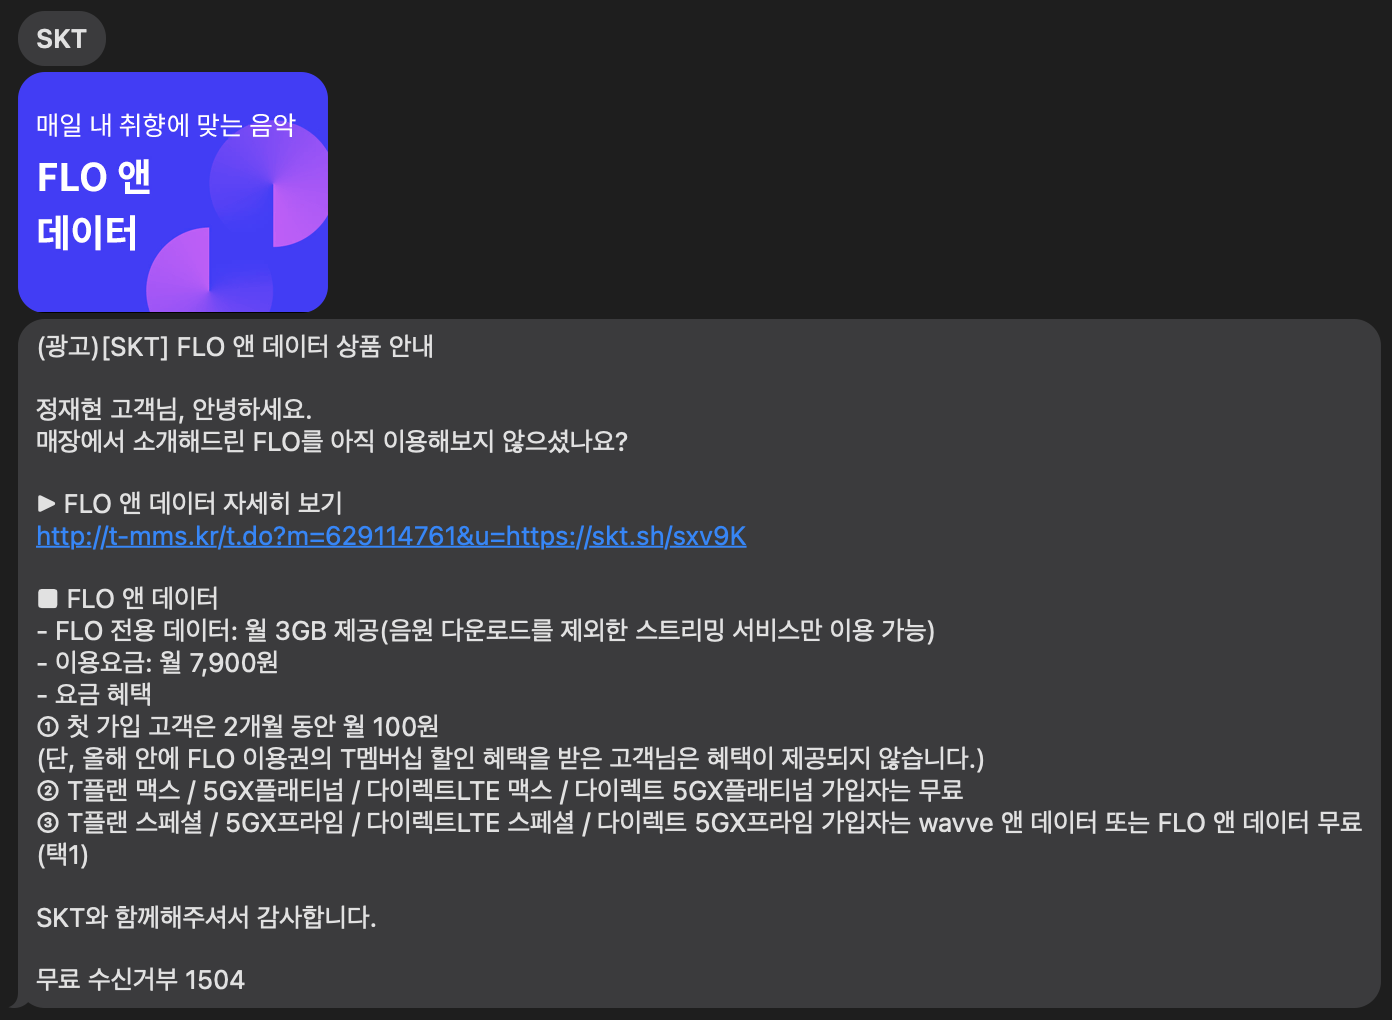 SKT
매일 내 취향에 맞는 음악
FLO 앤
데이터
(광고)[SKT] FLO 앤 데이터 상품 안내
정재현 고객님, 안녕하세요.
매장에서 소개해드린 FLO를 아직 이용해보지 않으셨나요?
▶ FLO 앤 데이터 자세히 보기
http://t-mms.kr/t.do?m=629114761&u=https://skt.sh/sxv9K
■ FLO 앤 데이터
- FLO 전용 데이터: 월 3GB 제공(음원 다운로드를 제외한 스트리밍 서비스만 이용 가능)
- 이용요금: 월 7,900원
- 요금 혜택
① 첫 가입 고객은 2개월 동안 월 100원
(단, 올해 안에 FLO 이용권의 T멤버십 할인 혜택을 받은 고객님은 혜택이 제공되지 않습니다.)
② T플랜 맥스 / 5GX플래티넘 / 다이렉트LTE 맥스 / 다이렉트 5GX플래티넘 가입자는 무료
③ T플랜 스페셜 / 5GX프라임 / 다이렉트LTE 스페셜 / 다이렉트 5GX프라임 가입자는 wavve 앤 데이터 또는 FLO 앤 데이터 무료
(택1)
SKT와 함께해주셔서 감사합니다.
무료 수신거부 1504